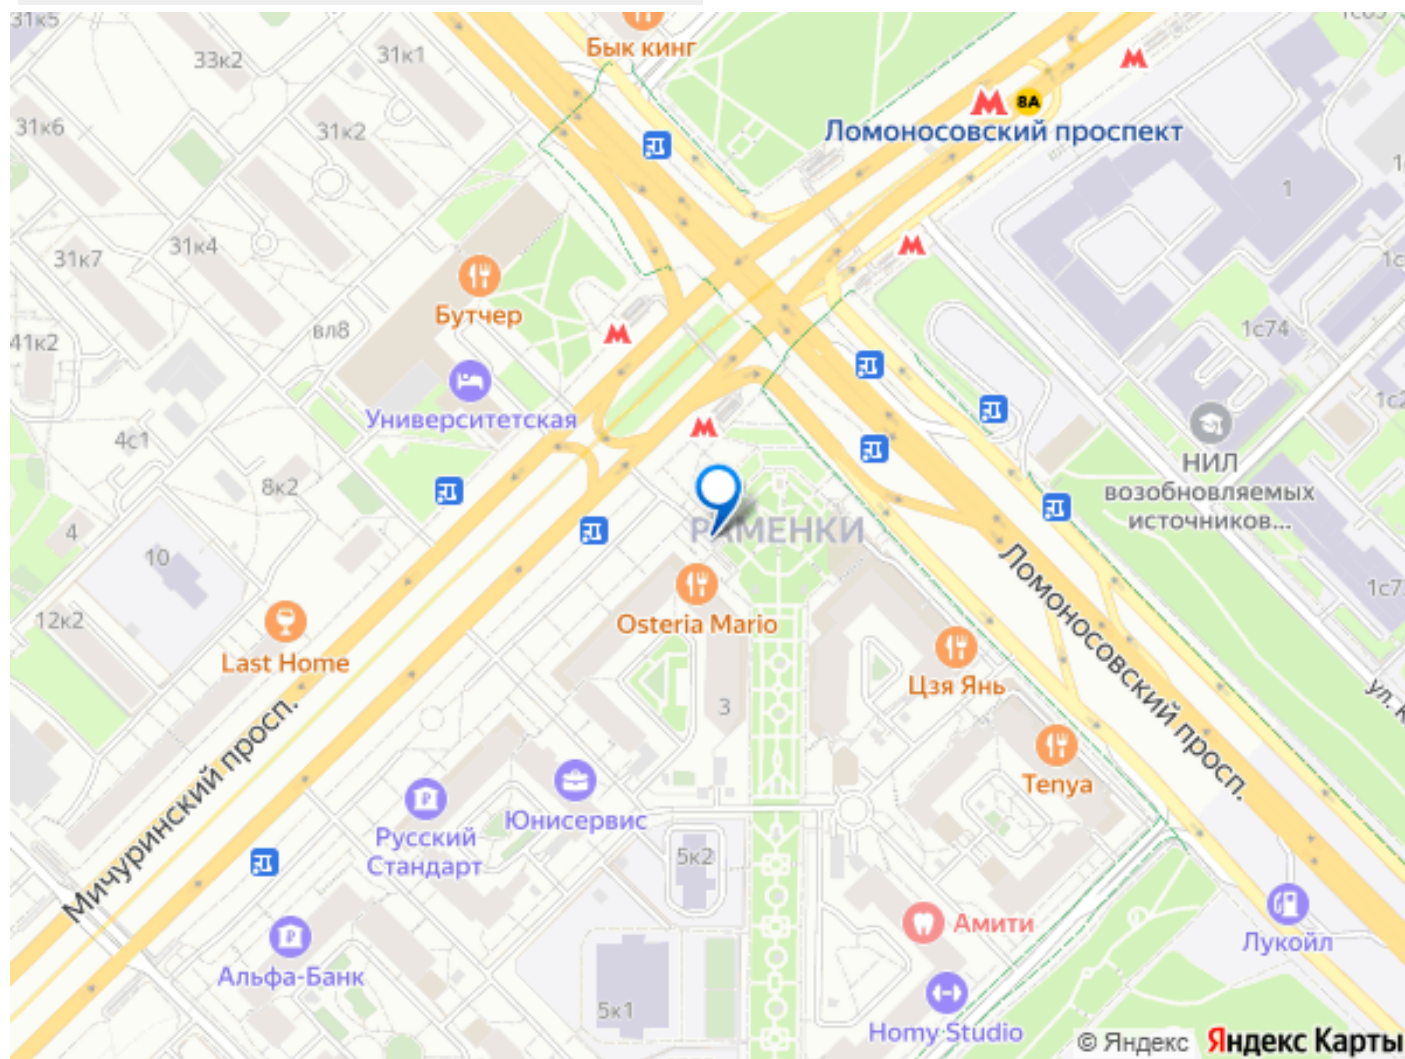 31к5
33к2
31к1
Бык кинг
31к6
31к2
8А
Ломоносовский проспект
1
31к7
31к4
Бутчер
вл8
41к2
1с74
Университетская
4с1
НИЛ
возобновляемых
источников...
8к2
4
10
РАМЕНКИ
12к2
Osteria Mario
Last Home
Цзя Янь
Ломоносовский просп.
3
Tenya
Мичуринский просп.
Юнисервис
Русский
Стандарт
5к2
Амити
Лукойл
Альфа-Банк
5к1
Homy Studio
© Яндекс Яндекс Карты